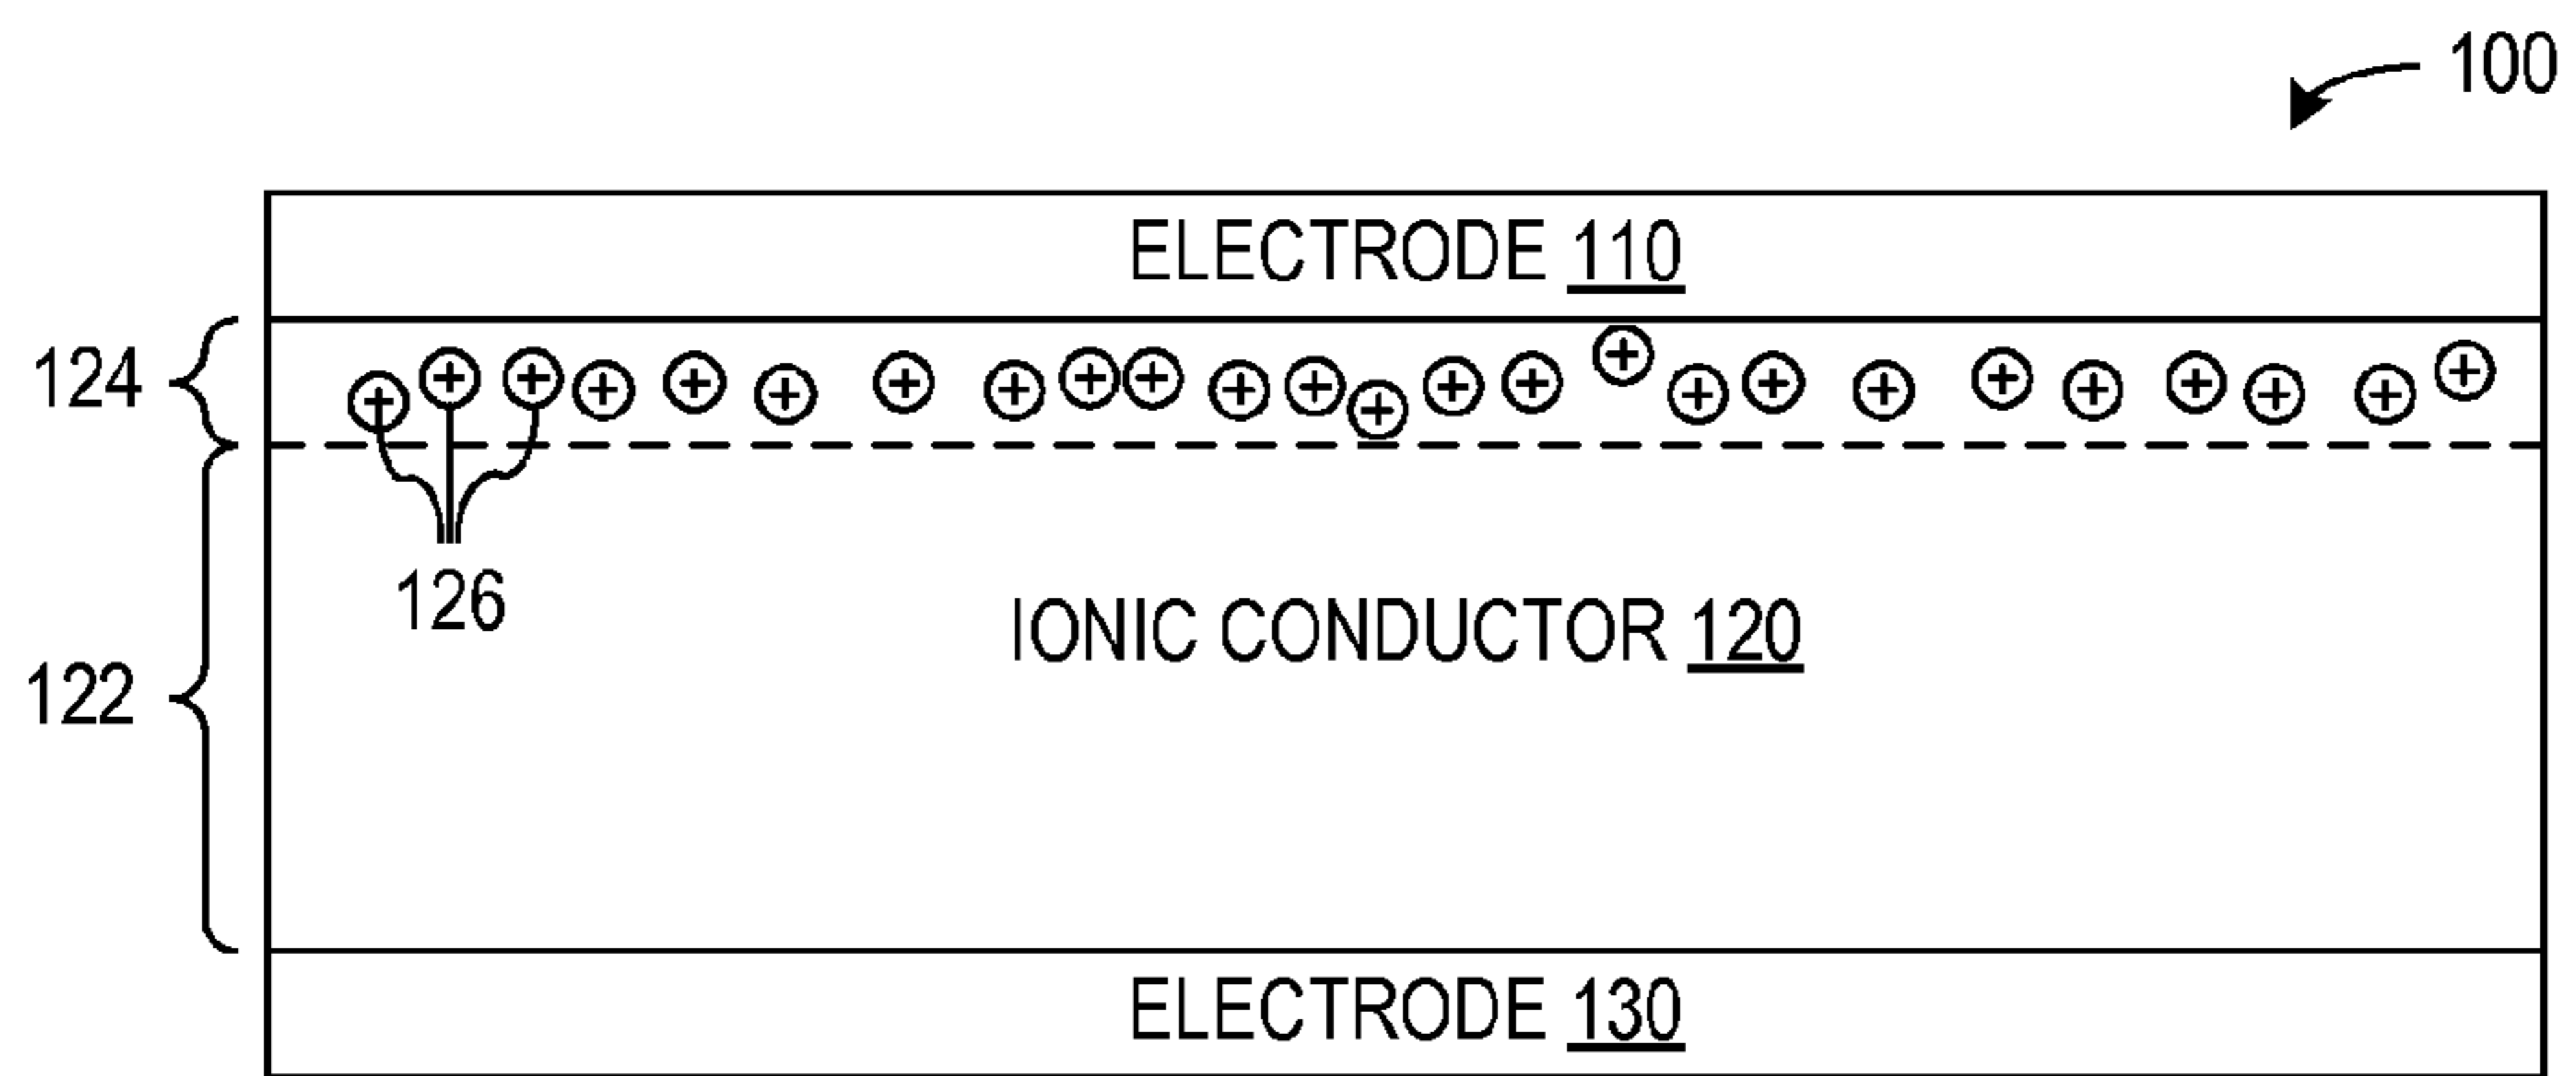 100
ELECTRODE 110
124
126
IONIC CONDUCTOR 120
122
ELECTRODE 130